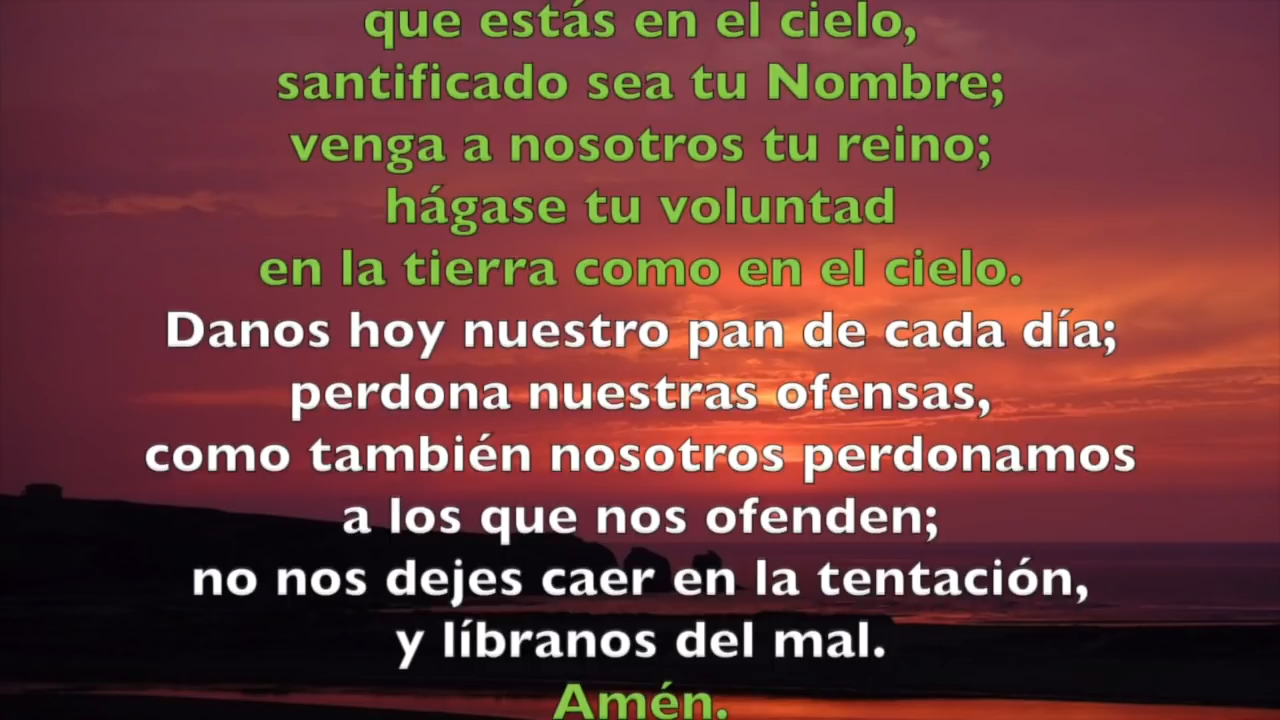 que estás en el cielo,
santificado sea tu Nombre;
venga a nosotros tu reino;
hágase tu voluntad
en la tierra como en el cielo.
Danos hoy nuestro pan de cada día;
perdona nuestras ofensas,
como también nosotros perdonamos
a los que nos ofenden;
no nos dejes caer en la tentación,
y líbranos del mal.
Amén.